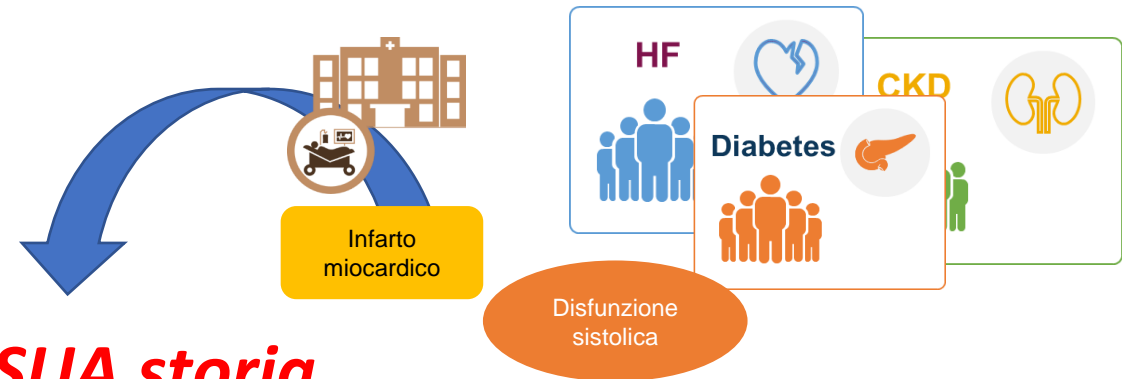 HF
CKD
Diabetes
Infarto
miocardico
Disfunzione
sistolica
SUA storia